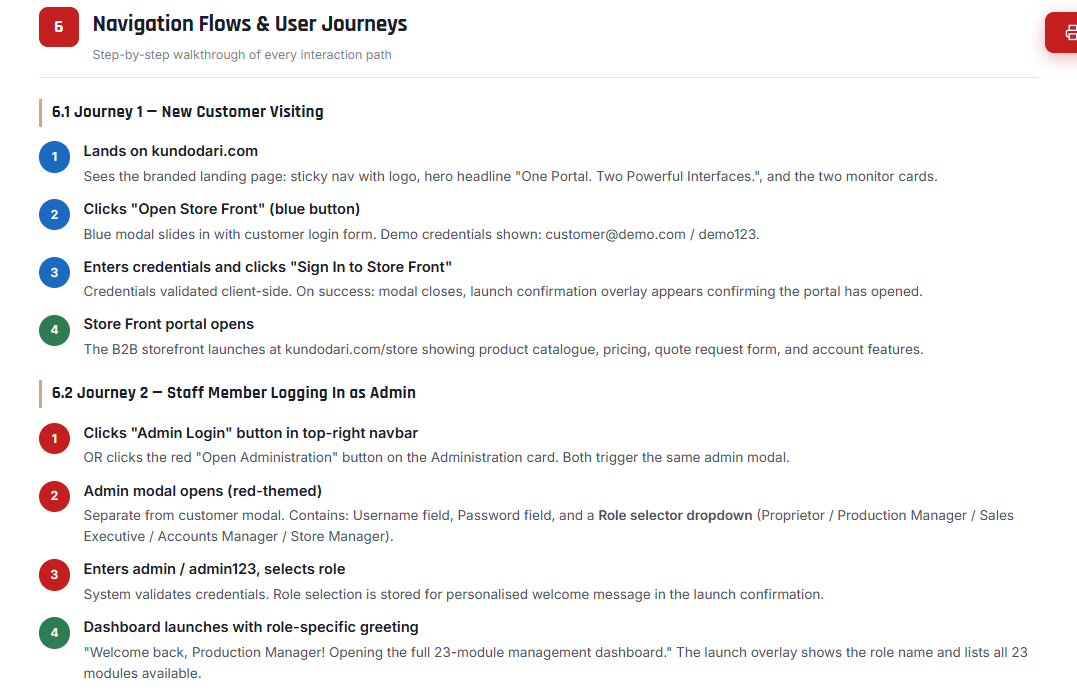 6
Navigation Flows & User Journeys
Step-by-step walkthrough of every interaction path
6.1 Journey 1 – New Customer Visiting
1
Lands on kundodari.com
Sees the branded landing page: sticky nav with logo, hero headline "One Portal. Two Powerful Interfaces.", and the two monitor cards.
2
Clicks "Open Store Front" (blue button)
Blue modal slides in with customer login form. Demo credentials shown: customer@demo.com / demo123.
3
Enters credentials and clicks "Sign In to Store Front"
Credentials validated client-side. On success: modal closes, launch confirmation overlay appears confirming the portal has opened.
4
Store Front portal opens
The B2B storefront launches at kundodari.com/store showing product catalogue, pricing, quote request form, and account features.
6.2 Journey 2 – Staff Member Logging In as Admin
1
Clicks "Admin Login" button in top-right navbar
OR clicks the red "Open Administration" button on the Administration card. Both trigger the same admin modal.
2
Admin modal opens (red-themed)
Separate from customer modal. Contains: Username field, Password field, and a Role selector dropdown (Proprietor / Production Manager / Sales
Executive / Accounts Manager / Store Manager).
3
Enters admin / admin123, selects role
System validates credentials. Role selection is stored for personalised welcome message in the launch confirmation.
4
Dashboard launches with role-specific greeting
"Welcome back, Production Manager! Opening the full 23-module management dashboard." The launch overlay shows the role name and lists all 23
modules available.